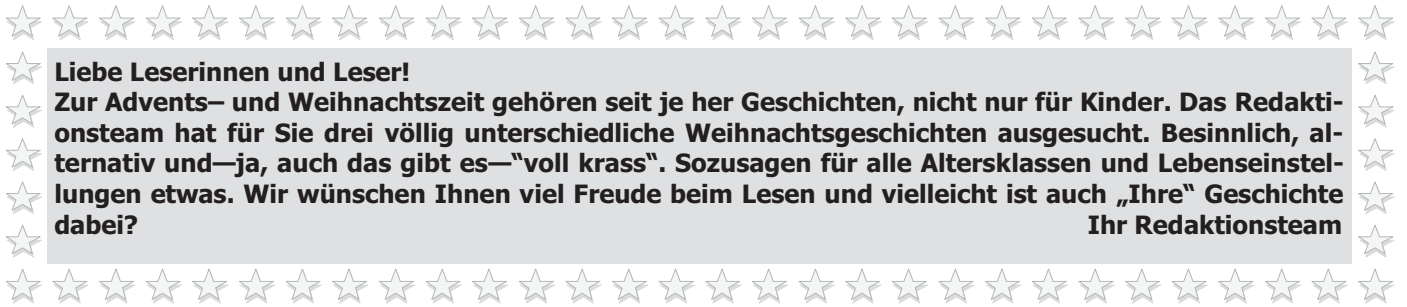 Liebe Leserinnen und Leser!
Zur Advents– und Weihnachtszeit gehören seit je her Geschichten, nicht nur für Kinder. Das Redakti-
onsteam hat für Sie drei völlig unterschiedliche Weihnachtsgeschichten ausgesucht. Besinnlich, al-
ternativ und—ja, auch das gibt es—“voll krass“. Sozusagen für alle Altersklassen und Lebenseinstel-
lungen etwas. Wir wünschen Ihnen viel Freude beim Lesen und vielleicht ist auch „Ihre“ Geschichte
dabei? Ihr Redaktionsteam